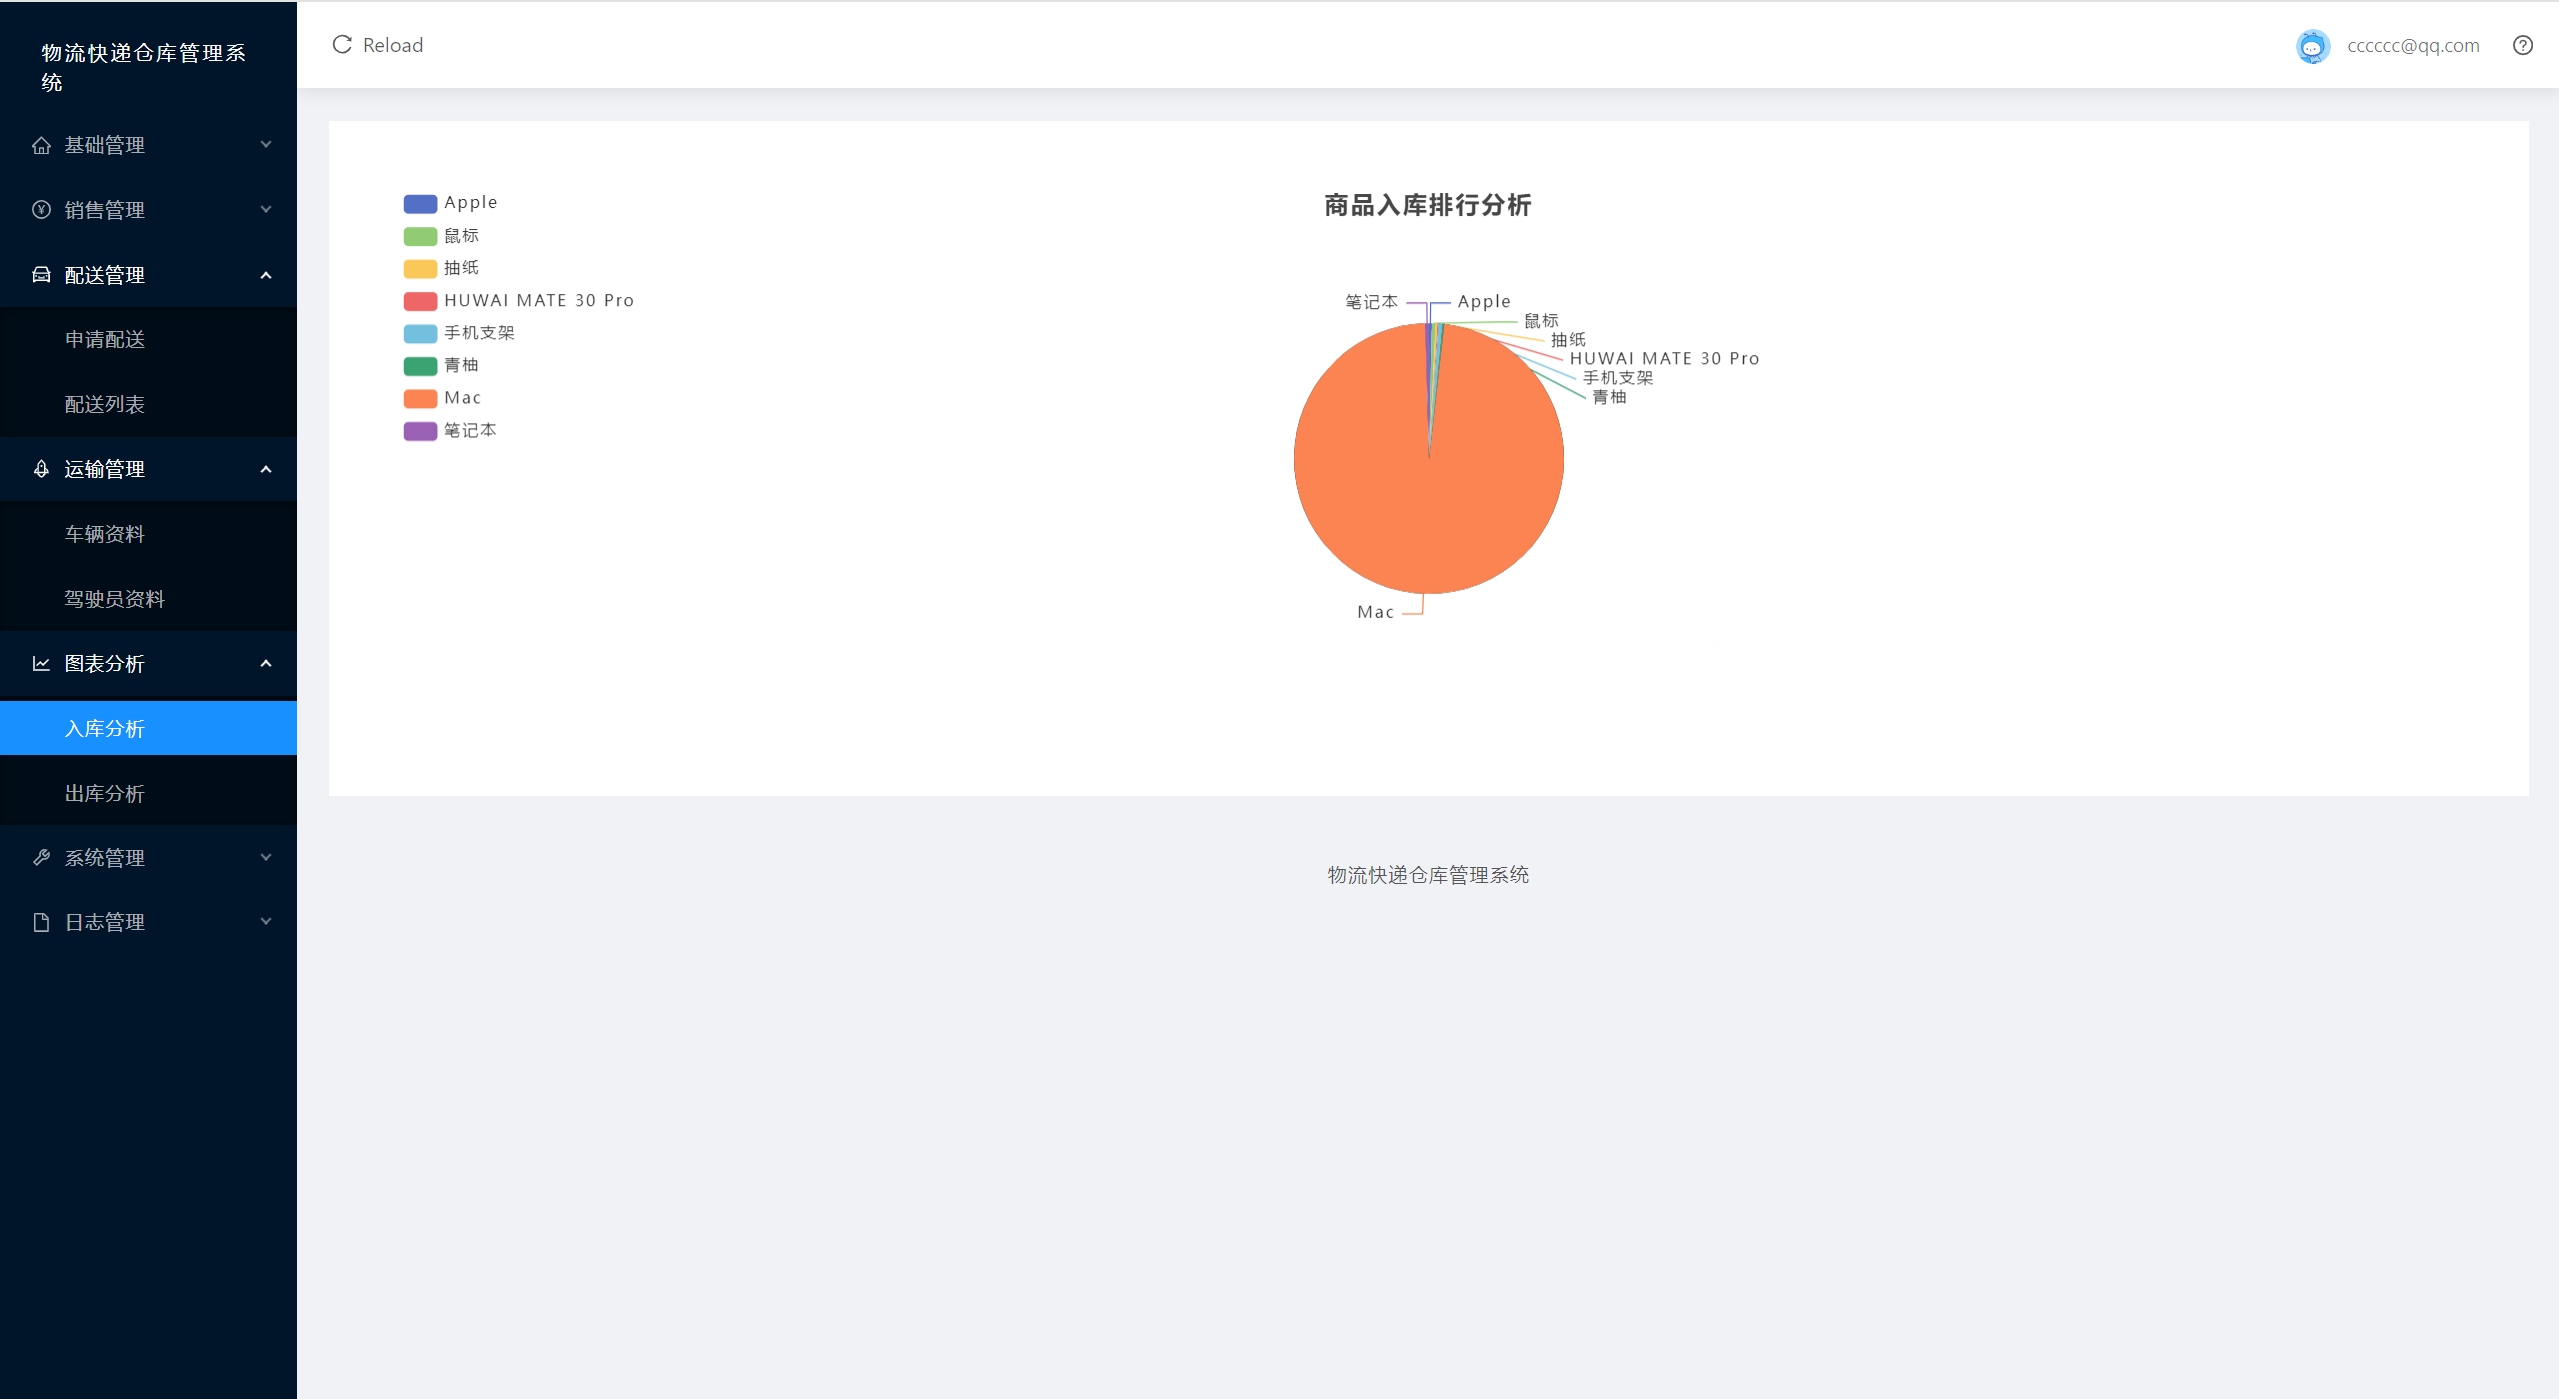 物流快递仓库管理系
统
基础管理
销售管理
配送管理
申请配送
配送列表
运输管理
车辆资料
驾驶员资料
图表分析
入库分析
出库分析
系统管理
日志管理
Reload
cccccc@qq.com
Apple
鼠标
抽纸
HUWAI MATE 30 Pro
手机支架
青柚
Mac
笔记本
商品入库排行分析
笔记本
Apple
鼠标
抽纸
HUWAI MATE 30 Pro
手机支架
青柚
Mac
物流快递仓库管理系统